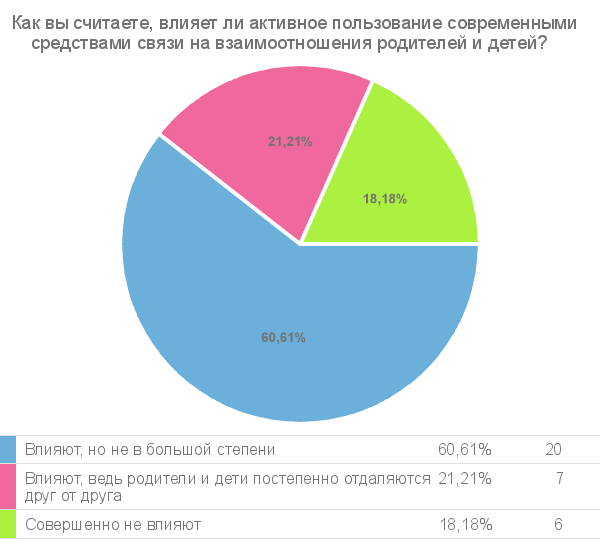 Как вы считаете, влияет ли активное пользование современными
средствами связи на взаимоотношения родителей и детей?
21,21%
18,18%
60,61%
Влияют, но не в большой степени 60,61% 20
Влияют, ведь родители и дети постепенно отдаляются 21,21% 7
друг от друга
Совершенно не влияют 18,18% 6